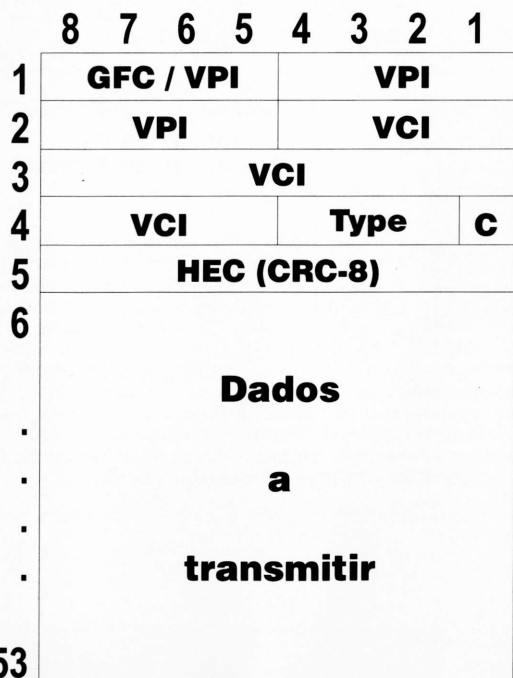 8 7 6 5 4 3 2 1
1 GFC / VPI VPI
2 VPI VCI
3 VCI
4 VCI Type C
5 HEC (CRC-8)
6
Dados
.
. a
.
. transmitir
53